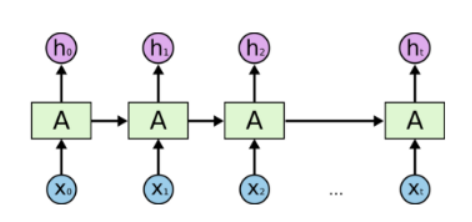 h₀ h₁ h₂ hₜ
A A A A
x₀ x₁ x₂ ... xₜ